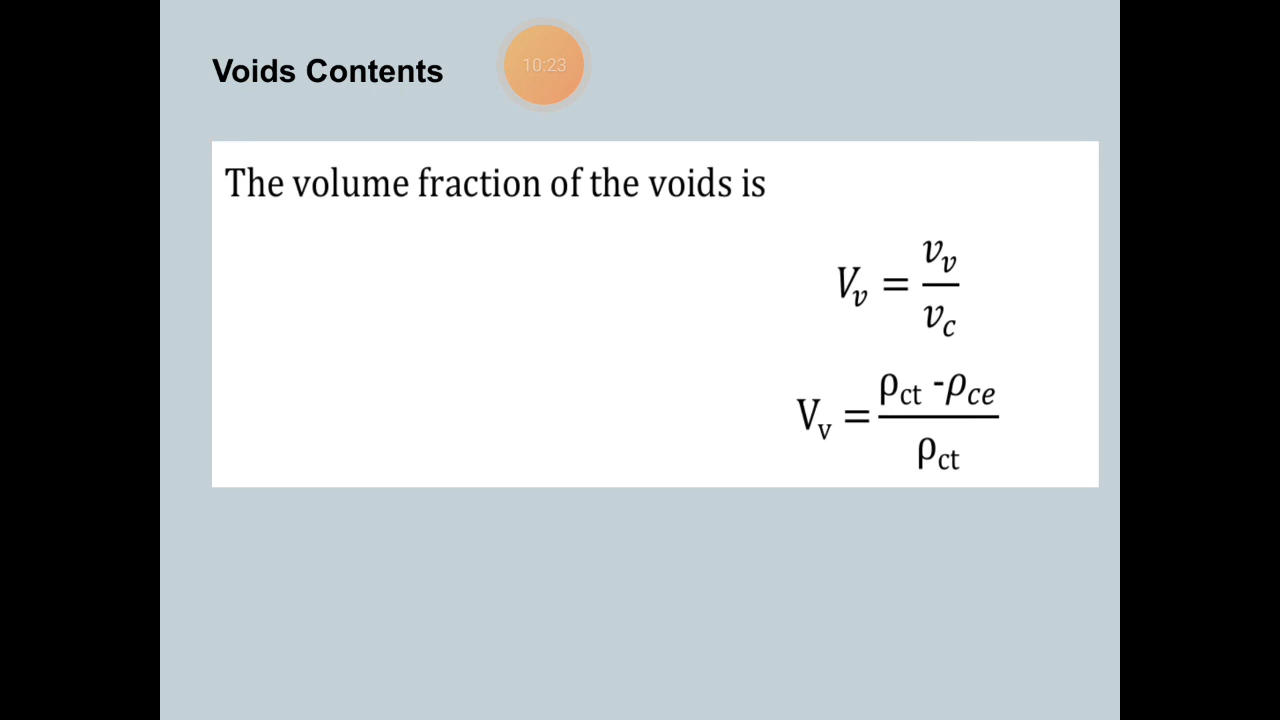 Voids Contents
10:23
The volume fraction of the voids is
V_v = v_v / v_c
V_v = ρ_ct - ρ_ce / ρ_ct